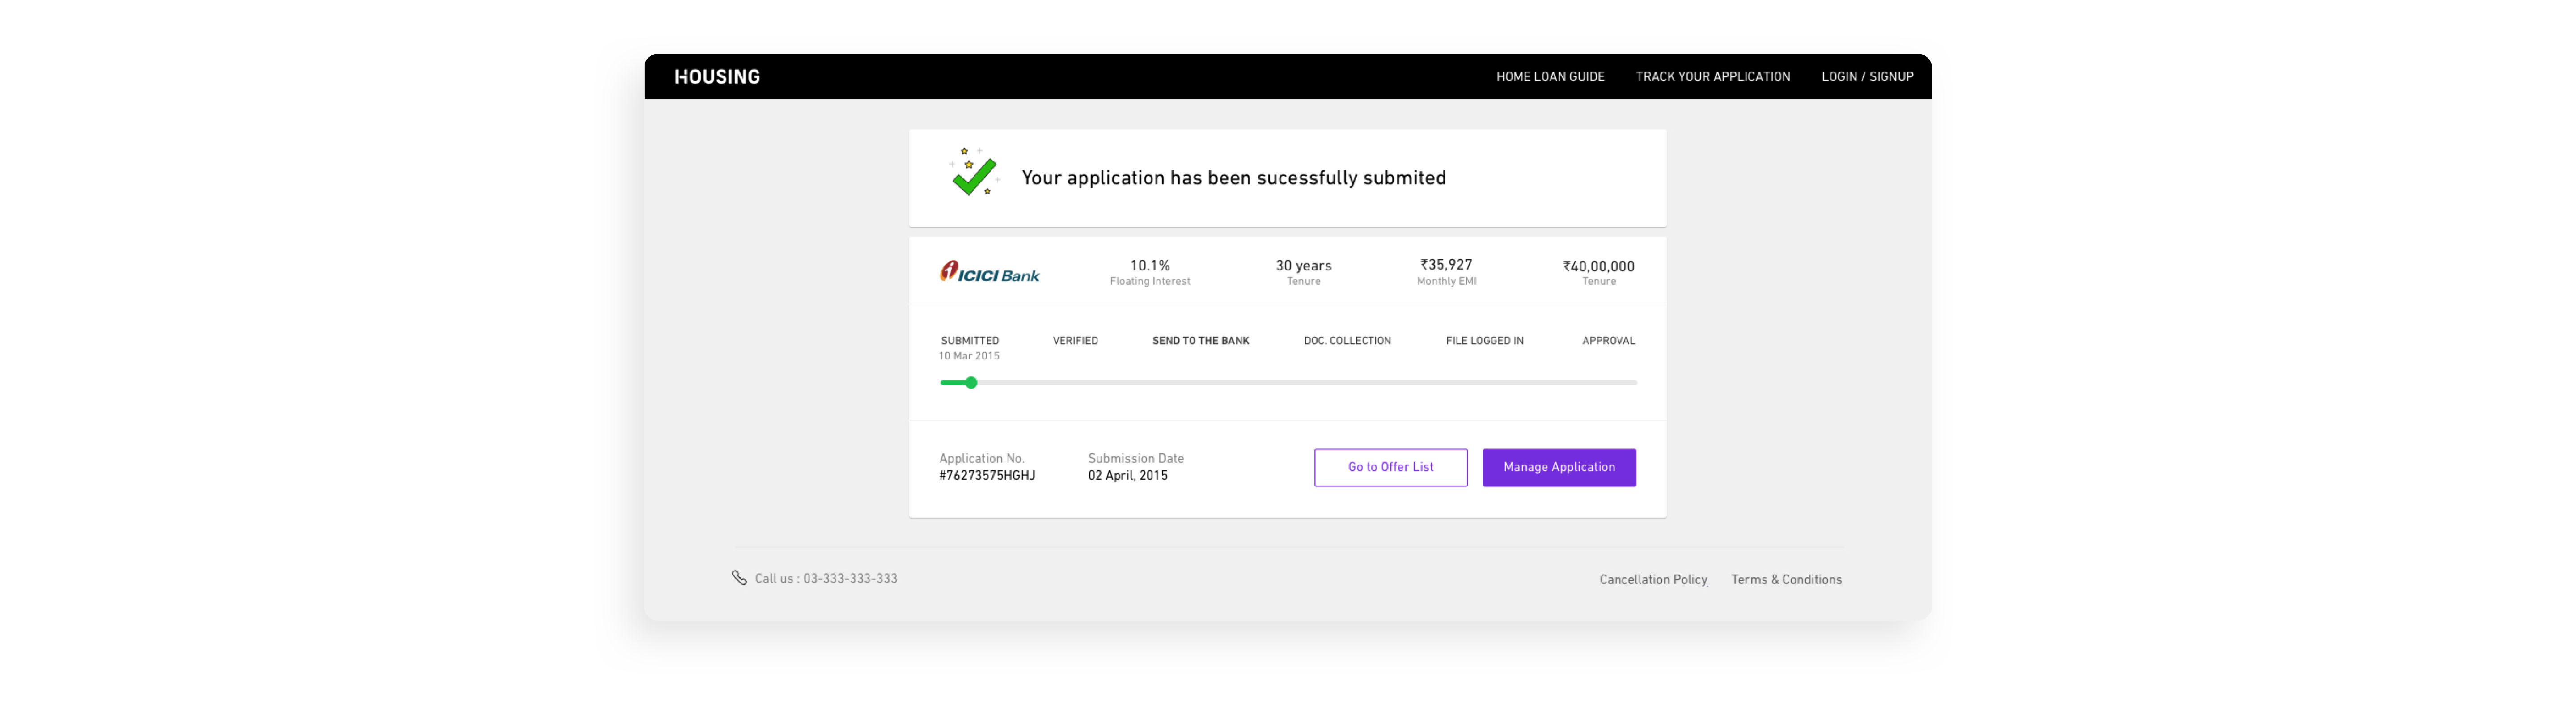 HOUSING
HOME LOAN GUIDE TRACK YOUR APPLICATION LOGIN / SIGNUP
Your application has been sucessfully submited
ICICI Bank
10.1% 30 years ₹35,927 ₹40,00,000
Floating Interest Tenure Monthly EMI Tenure
SUBMITTED VERIFIED SEND TO THE BANK DOC. COLLECTION FILE LOGGED IN APPROVAL
10 Mar 2015
Application No. Submission Date
#76273575HGHJ 02 April, 2015
Go to Offer List Manage Application
Call us : 03-333-333-333
Cancellation Policy Terms & Conditions